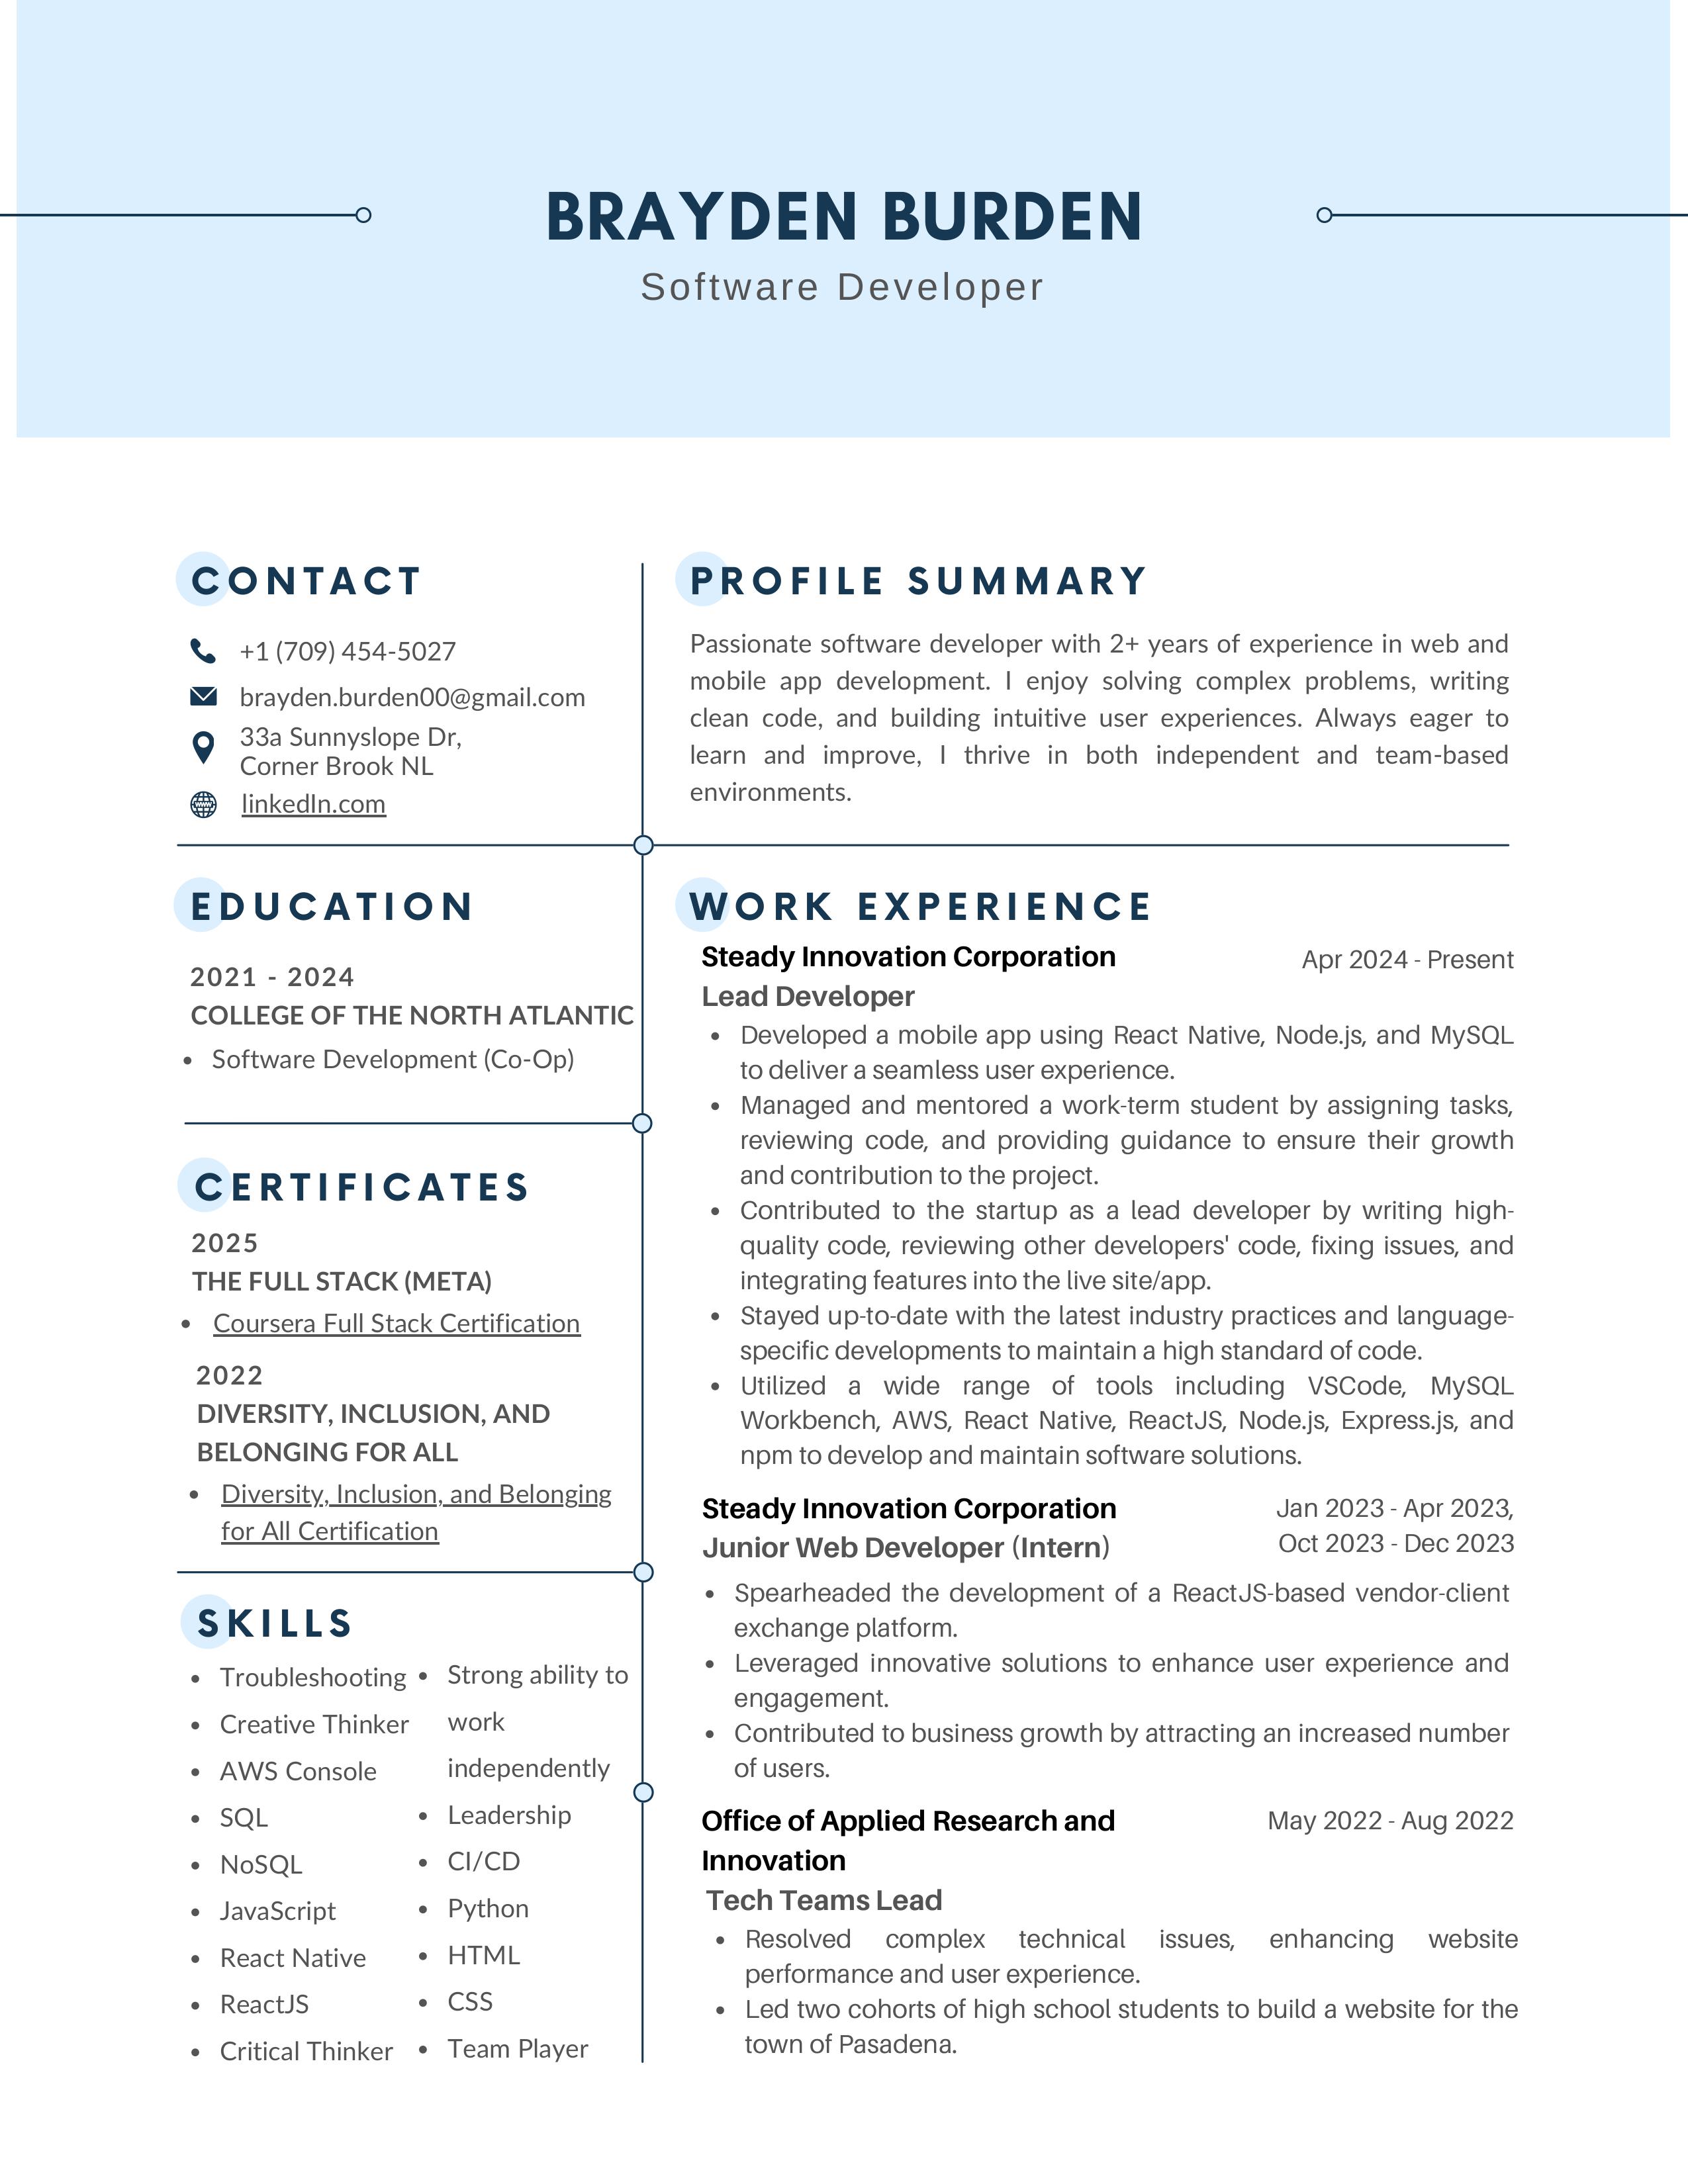 BRAYDEN BURDEN
Software Developer
CONTACT
+1 (709) 454-5027
brayden.burden00@gmail.com
33a Sunnyslope Dr,
Corner Brook NL
linkedIn.com
PROFILE SUMMARY
Passionate software developer with 2+ years of experience in web and
mobile app development. I enjoy solving complex problems, writing
clean code, and building intuitive user experiences. Always eager to
learn and improve, I thrive in both independent and team-based
environments.
EDUCATION
2021 - 2024
COLLEGE OF THE NORTH ATLANTIC
• Software Development (Co-Op)
CERTIFICATES
2025
THE FULL STACK (META)
• Coursera Full Stack Certification
2022
DIVERSITY, INCLUSION, AND
BELONGING FOR ALL
• Diversity, Inclusion, and Belonging
for All Certification
SKILLS
• Troubleshooting
• Creative Thinker
• AWS Console
• SQL
• NoSQL
• JavaScript
• React Native
• ReactJS
• Critical Thinker
• Strong ability to
work
independently
• Leadership
• CI/CD
• Python
• HTML
• CSS
• Team Player
WORK EXPERIENCE
Steady Innovation Corporation
Apr 2024 - Present
Lead Developer
• Developed a mobile app using React Native, Node.js, and MySQL
to deliver a seamless user experience.
• Managed and mentored a work-term student by assigning tasks,
reviewing code, and providing guidance to ensure their growth
and contribution to the project.
• Contributed to the startup as a lead developer by writing high-
quality code, reviewing other developers' code, fixing issues, and
integrating features into the live site/app.
• Stayed up-to-date with the latest industry practices and language-
specific developments to maintain a high standard of code.
• Utilized a wide range of tools including VSCode, MySQL
Workbench, AWS, React Native, ReactJS, Node.js, Express.js, and
npm to develop and maintain software solutions.
Steady Innovation Corporation
Jan 2023 - Apr 2023,
Junior Web Developer (Intern)
Oct 2023 - Dec 2023
• Spearheaded the development of a ReactJS-based vendor-client
exchange platform.
• Leveraged innovative solutions to enhance user experience and
engagement.
• Contributed to business growth by attracting an increased number
of users.
Office of Applied Research and
May 2022 - Aug 2022
Innovation
Tech Teams Lead
• Resolved complex technical issues, enhancing website
performance and user experience.
• Led two cohorts of high school students to build a website for the
town of Pasadena.